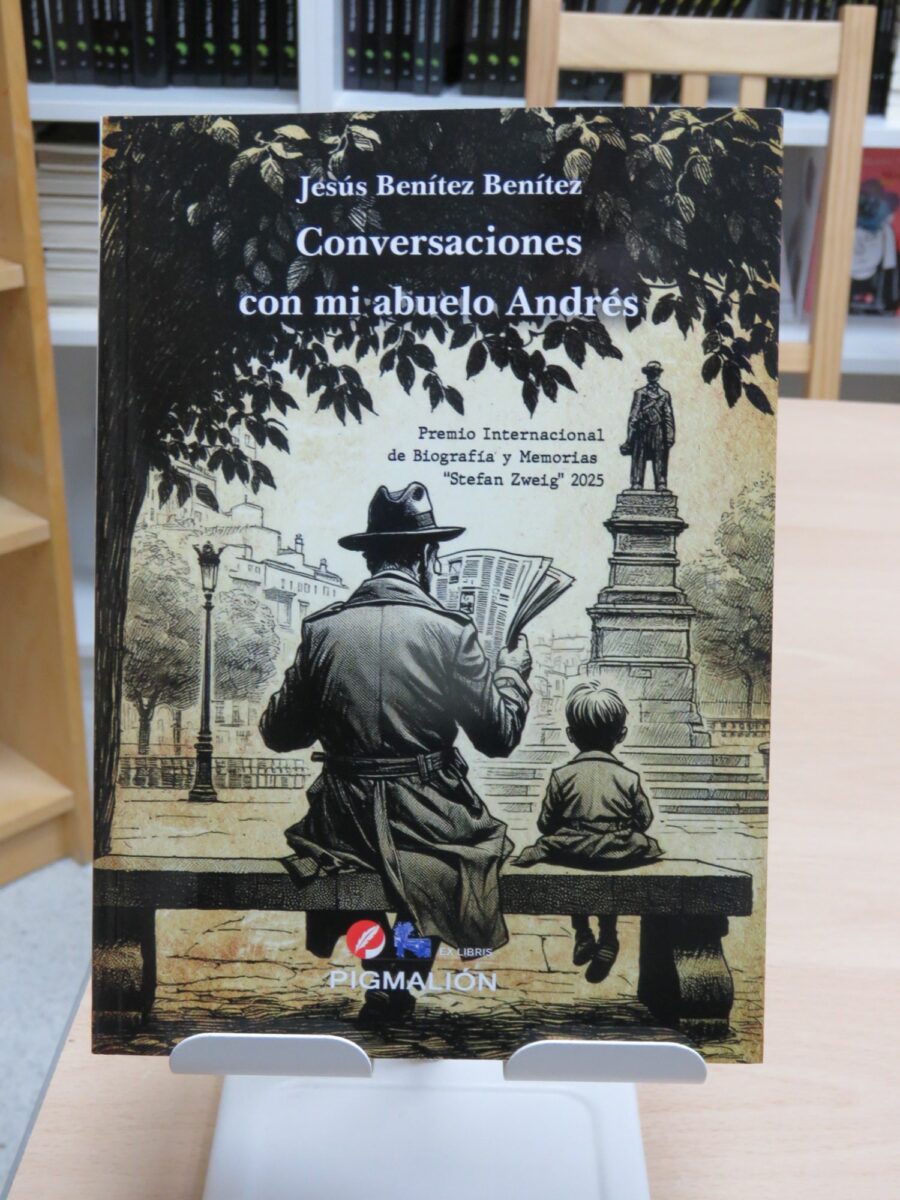 Jesús Benítez Benítez
Conversaciones
con mi abuelo Andrés
Premio Internacional
de Biografía y Memorias
“Stefan Zweig” 2025
EX LIBRIS
PIGMALIÓN